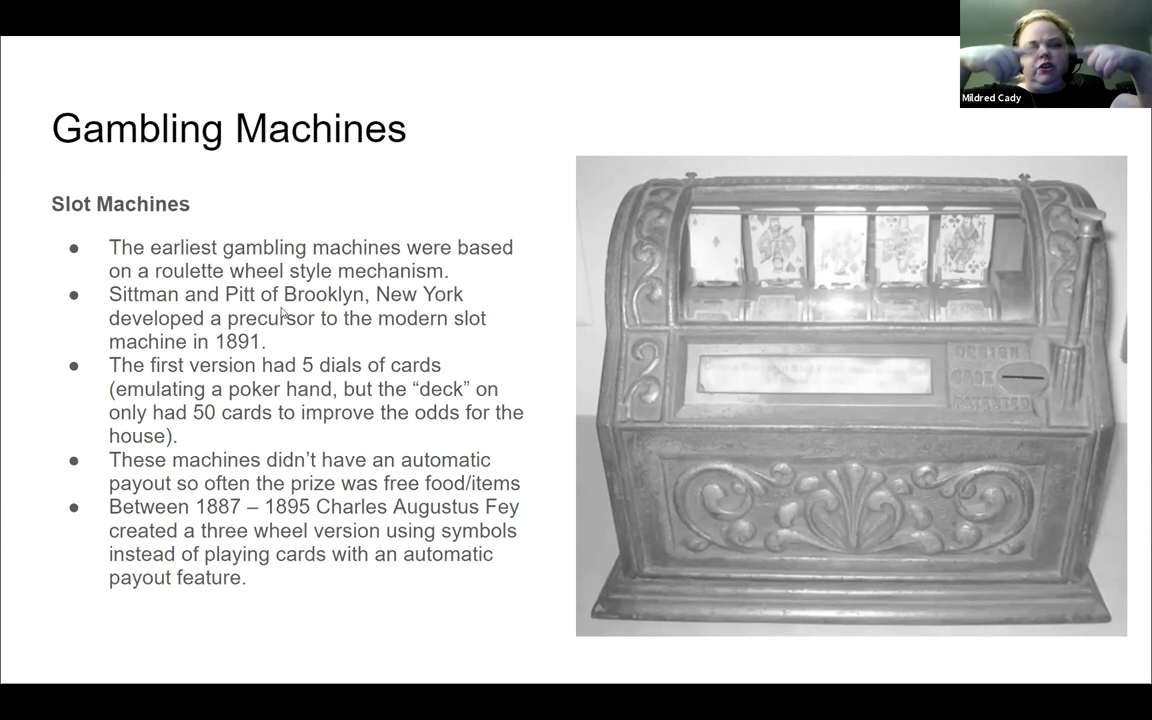 Mildred Cady
Gambling Machines
Slot Machines
● The earliest gambling machines were based
on a roulette wheel style mechanism.
● Sittman and Pitt of Brooklyn, New York
developed a precursor to the modern slot
machine in 1891.
● The first version had 5 dials of cards
(emulating a poker hand, but the “deck” on
only had 50 cards to improve the odds for the
house).
● These machines didn’t have an automatic
payout so often the prize was free food/items
● Between 1887 – 1895 Charles Augustus Fey
created a three wheel version using symbols
instead of playing cards with an automatic
payout feature.
DESIGN
PATENTED